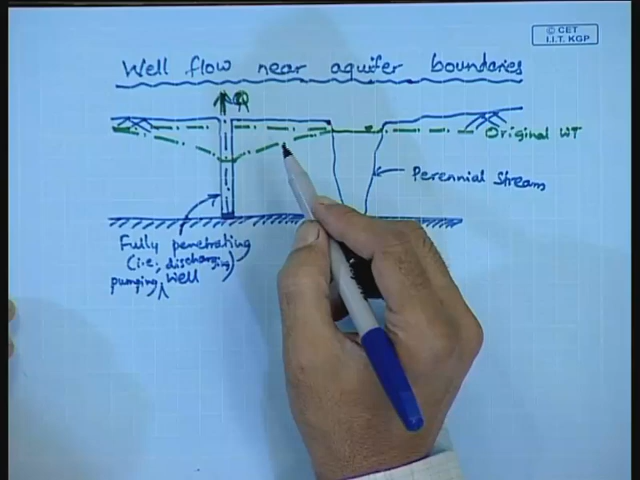 © CET
I.I.T. KGP
Well flow near aquifer boundaries
Q
Original WT
Perennial Stream
Fully penetrating
(i.e., discharging)
pumping, Well